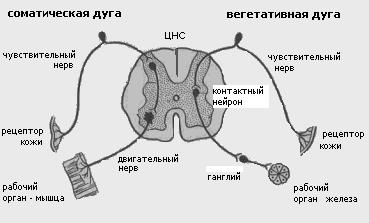 соматическая дуга
вегетативная дуга
ЦНС
чувствительный
нерв
чувствительный
нерв
контактный
нейрон
рецептор
кожи
рецептор
кожи
двигательный
нерв
ганглий
рабочий
орган - мышца
рабочий
орган - железа